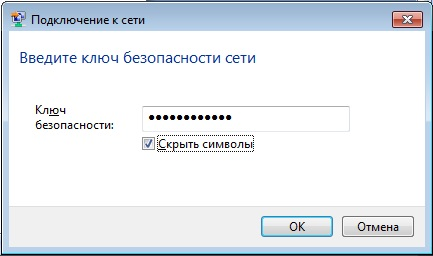 Подключение к сети
Введите ключ безопасности сети
Ключ
безопасности:
••••••••••••
Скрыть символы
OK
Отмена